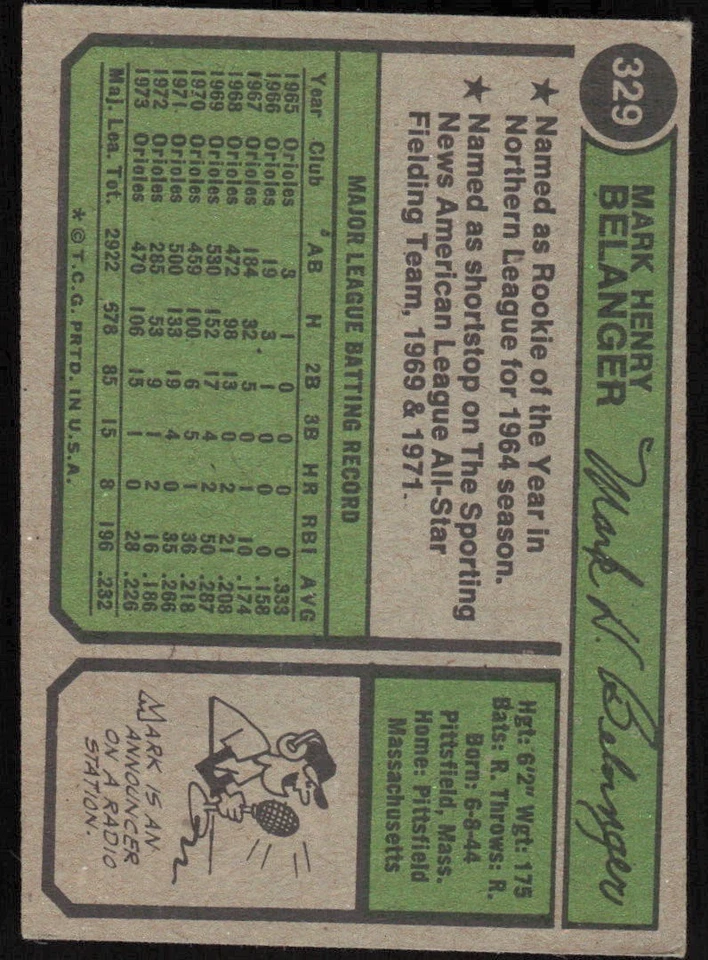 329
MARK HENRY
BELANGER
Mark H. Belanger
★ Named as Rookie of the Year in
Northern League for 1964 season.
★ Named as shortstop on The Sporting
News American League All-Star
Fielding Team, 1969 & 1971.
MAJOR LEAGUE BATTING RECORD
Year Club AB H 2B 3B HR RBI AVG
1965 Orioles 3 1 0 0 0 0 .333
1966 Orioles 19 3 1 0 0 0 .158
1967 Orioles 184 32 5 0 1 10 .174
1968 Orioles 472 98 13 0 2 21 .208
1969 Orioles 530 152 17 4 2 50 .287
1970 Orioles 459 100 6 5 1 36 .218
1971 Orioles 500 133 19 4 0 35 .266
1972 Orioles 285 53 9 1 2 16 .186
1973 Orioles 470 106 15 1 0 28 .226
Maj. Lea. Tot. 2922 678 85 15 8 196 .232
* © T.C.G. PRTD. IN U.S.A.
Hgt: 6'2" Wgt: 175
Bats: R. Throws: R.
Born: 6-8-44
Pittsfield, Mass.
Home: Pittsfield
Massachusetts
MARK IS AN
ANNOUNCER
ON A RADIO
STATION.